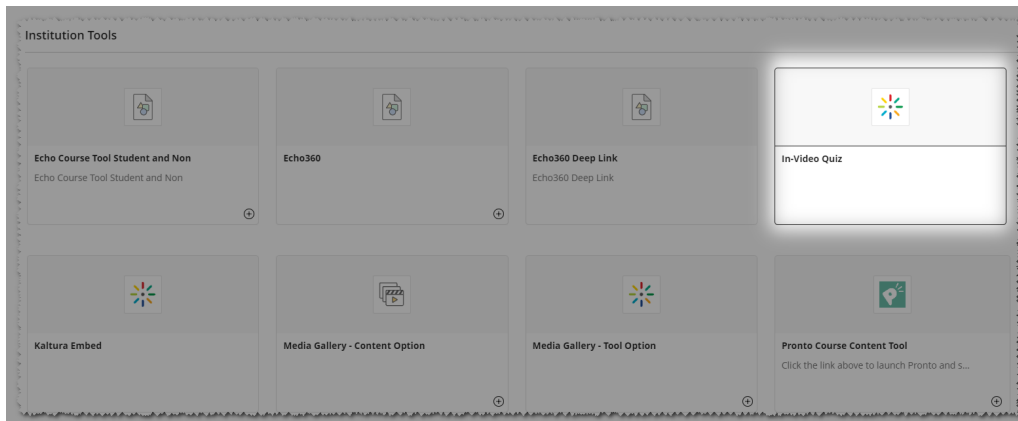 Institution Tools
Echo Course Tool Student and Non
Echo Course Tool Student and Non
Echo360
Echo360 Deep Link
Echo360 Deep Link
In-Video Quiz
Kaltura Embed
Media Gallery - Content Option
Media Gallery - Tool Option
Pronto Course Content Tool
Click the link above to launch Pronto and s...